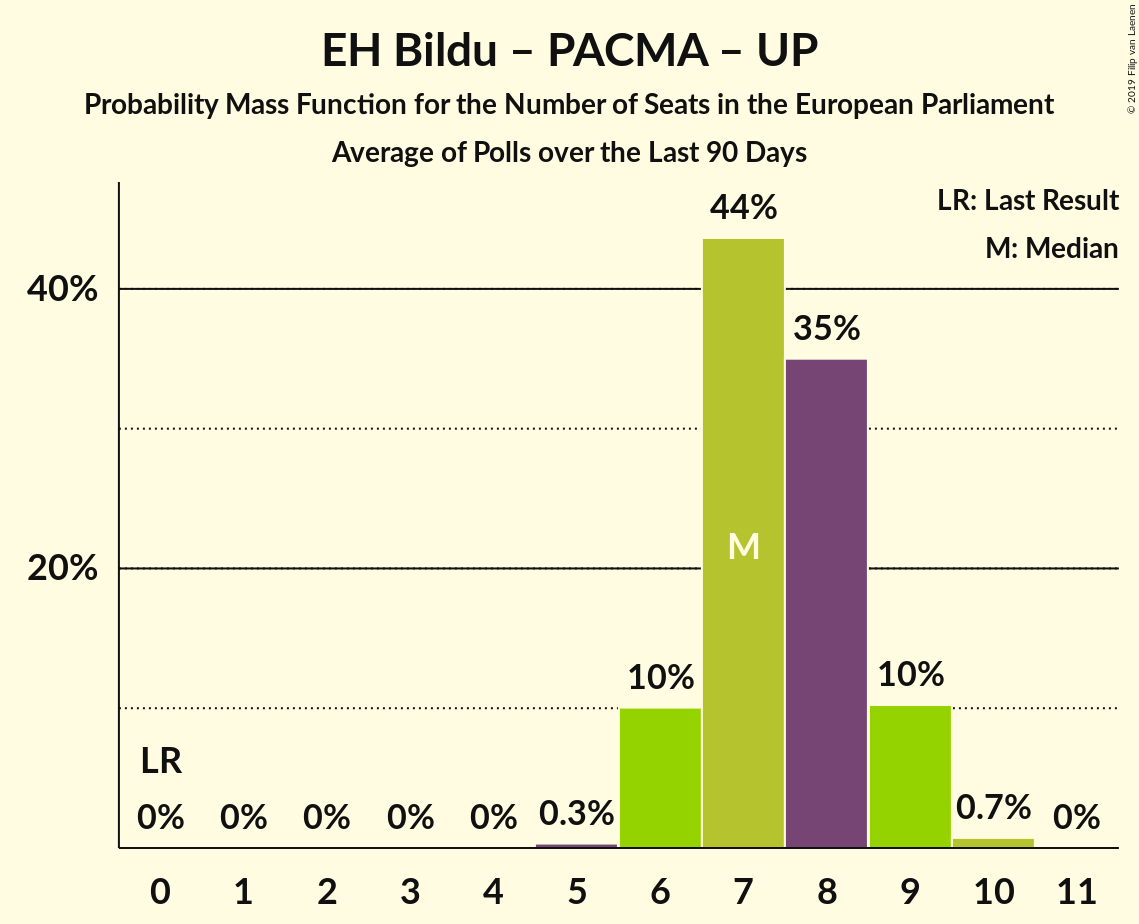 EH Bildu – PACMA – UP
Probability Mass Function for the Number of Seats in the European Parliament
Average of Polls over the Last 90 Days
© 2019 Filip van Laenen
LR: Last Result
M: Median
44%
40%
35%
M
20%
10%
10%
LR
0%
0%
0%
0%
0%
0.3%
0.7%
0%
0 1 2 3 4 5 6 7 8 9 10 11